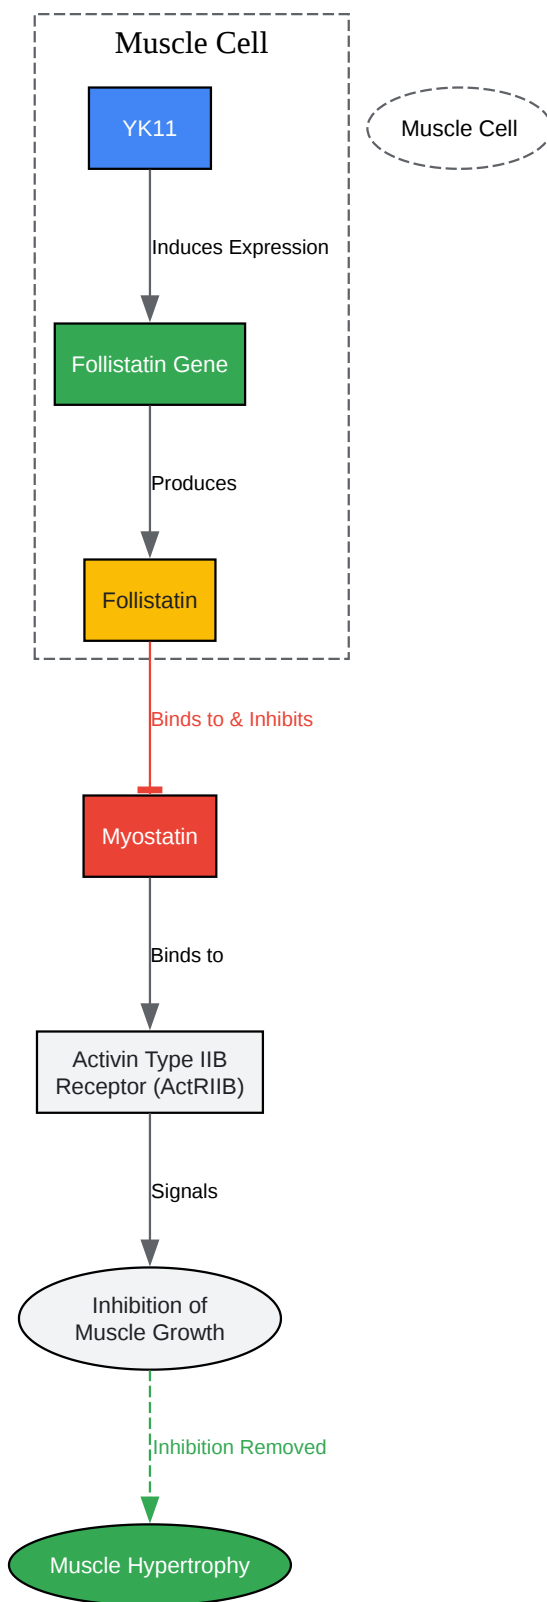 Muscle Cell
YK11
Muscle Cell
Induces Expression
Follistatin Gene
Produces
Follistatin
Binds to & Inhibits
Myostatin
Binds to
Activin Type IIB
Receptor (ActRIIB)
Signals
Inhibition of
Muscle Growth
Inhibition Removed
Muscle Hypertrophy